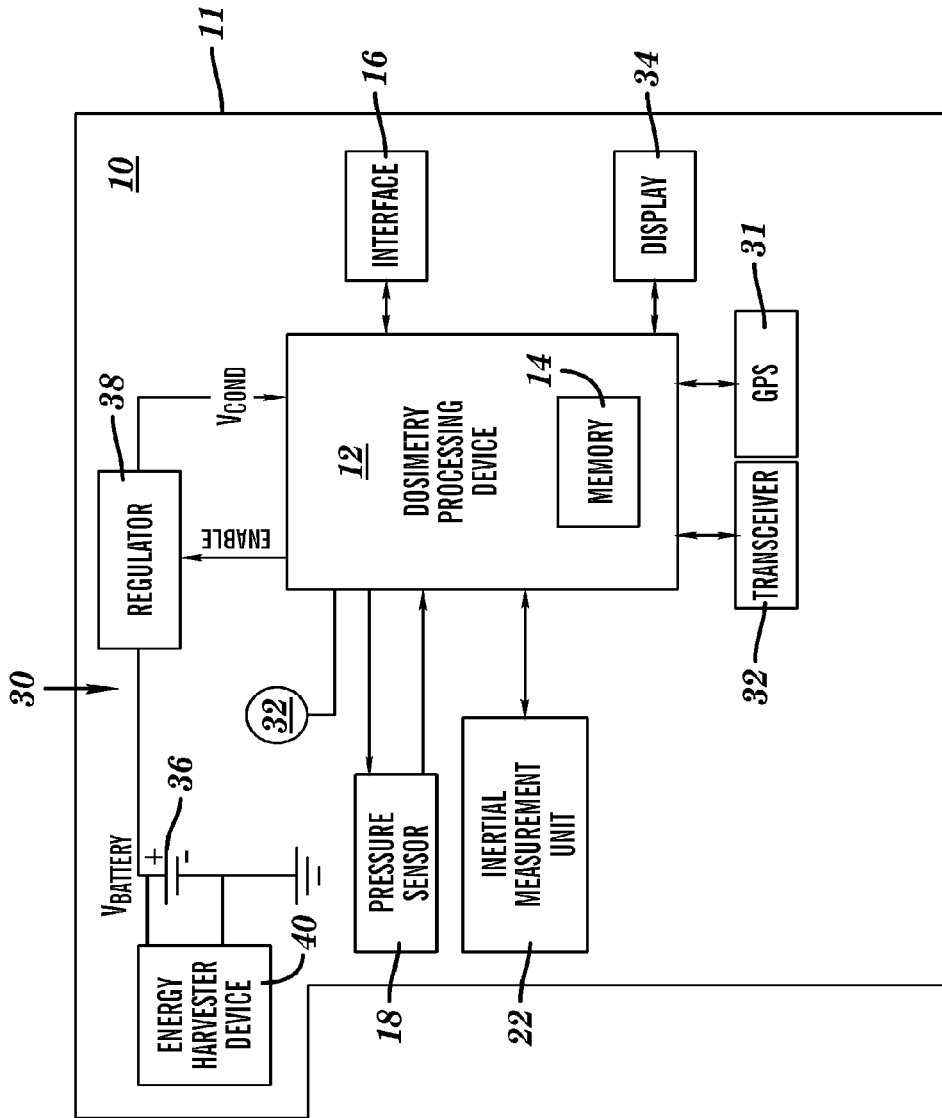 11
10
30
VBATTERY
+
-
36
ENERGY
HARVESTER
DEVICE
40
REGULATOR
38
ENABLE
VCOND
32
PRESSURE
SENSOR
18
INERTIAL
MEASUREMENT
UNIT
22
12
DOSIMETRY
PROCESSING
DEVICE
MEMORY
14
INTERFACE
16
DISPLAY
34
TRANSCEIVER
32
GPS
31